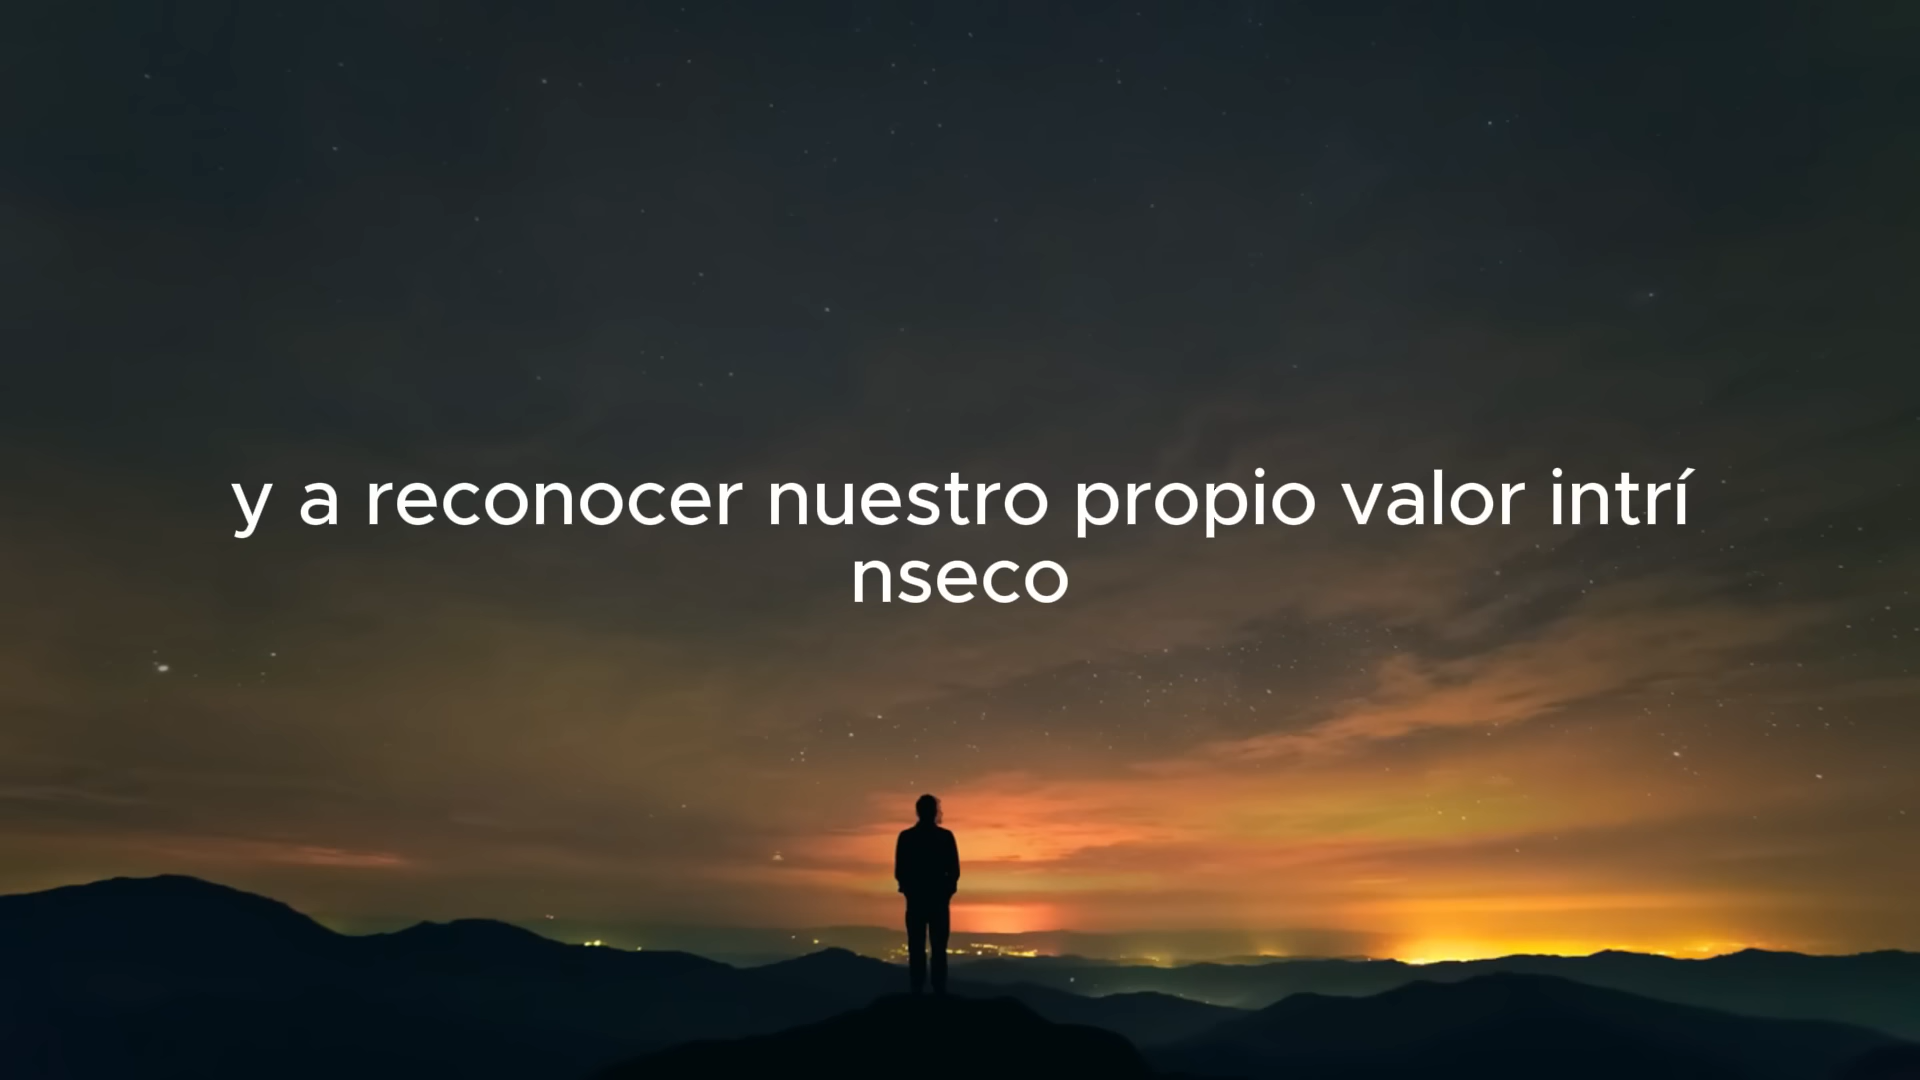 y a reconocer nuestro propio valor intrí
nseco